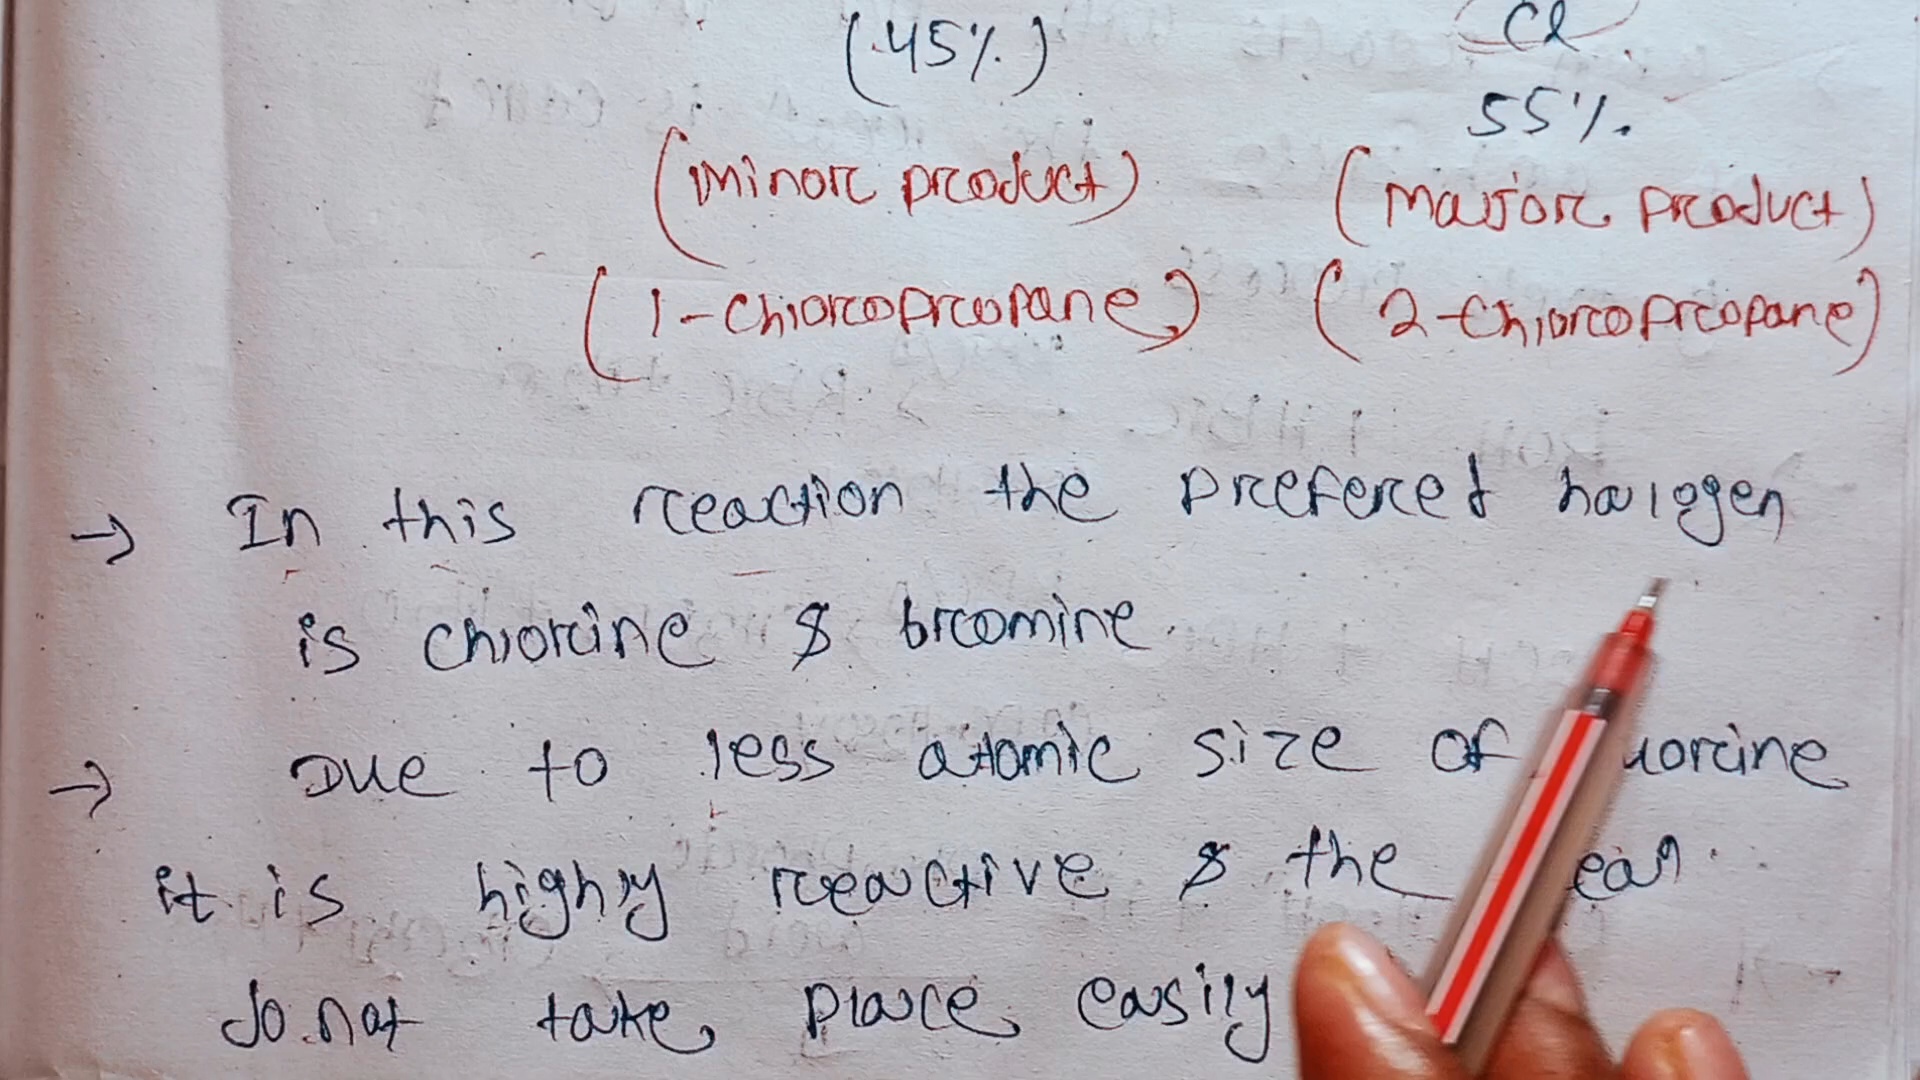 (45%) Cl
55%.
(Minor product) (Major product)
(1-Chloropropane) (2-Chloropropane)
→ In this reaction the prefered halogen
is chlorine & bromine.
→ Due to less atomic size of
it is highly reactive & the
do not take place easily